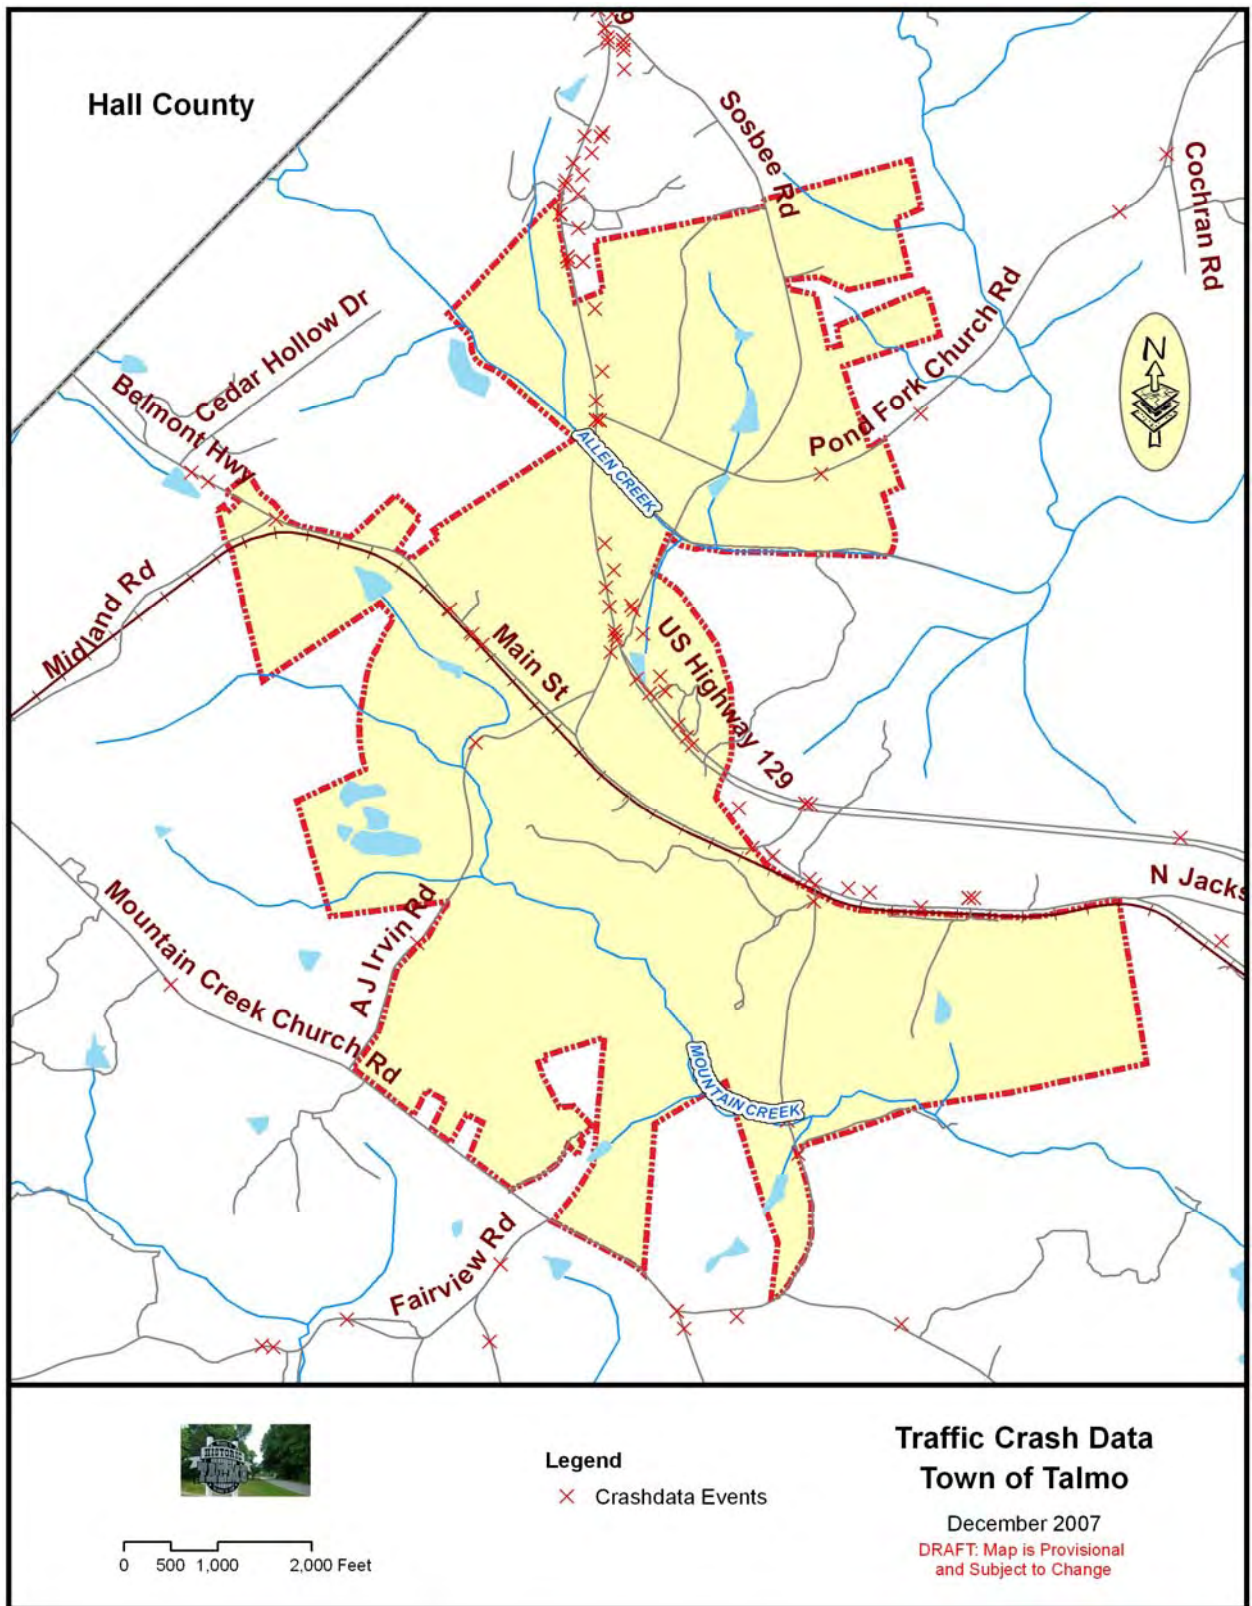 9
Hall County
Sosbee Rd
Cochran Rd
Cedar Hollow Dr
Belmont Hwy
Pond Fork Church Rd
N
ALLEN CREEK
Midland Rd
Main St
US Highway 129
N Jacks
Mountain Creek Church Rd
A J Irvin Rd
MOUNTAIN CREEK
Fairview Rd
HISTORIC
TALMO
Legend
Crashdata Events
0 500 1,000 2,000 Feet
Traffic Crash Data
Town of Talmo
December 2007
DRAFT: Map is Provisional
and Subject to Change